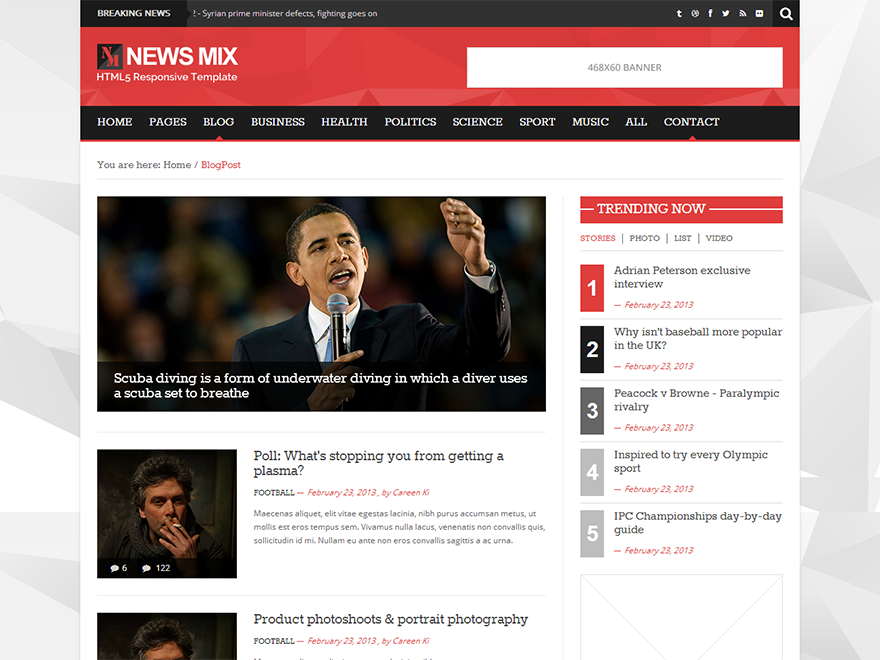 BREAKING NEWS
! - Syrian prime minister defects, fighting goes on
NM NEWS MIX
HTML5 Responsive Template
468X60 BANNER
HOME PAGES BLOG BUSINESS HEALTH POLITICS SCIENCE SPORT MUSIC ALL CONTACT
You are here: Home / BlogPost
Scuba diving is a form of underwater diving in which a diver uses
a scuba set to breathe
Poll: What's stopping you from getting a
plasma?
FOOTBALL — February 23, 2013, by Careen Ki
Maecenas aliquet, elit vitae egestas lacinia, nibh purus accumsan metus, ut
mollis est eros tempus sem. Vivamus nulla lacus, venenatis non convallis quis,
sollicitudin id mi. Nullam eu ante non eros convallis sagittis a ac urna.
6 122
Product photoshoots & portrait photography
FOOTBALL — February 23, 2013, by Careen Ki
TRENDING NOW
STORIES | PHOTO | LIST | VIDEO
1
Adrian Peterson exclusive
interview
— February 23, 2013
2
Why isn't baseball more popular
in the UK?
— February 23, 2013
3
Peacock v Browne - Paralympic
rivalry
— February 23, 2013
4
Inspired to try every Olympic
sport
— February 23, 2013
5
IPC Championships day-by-day
guide
— February 23, 2013